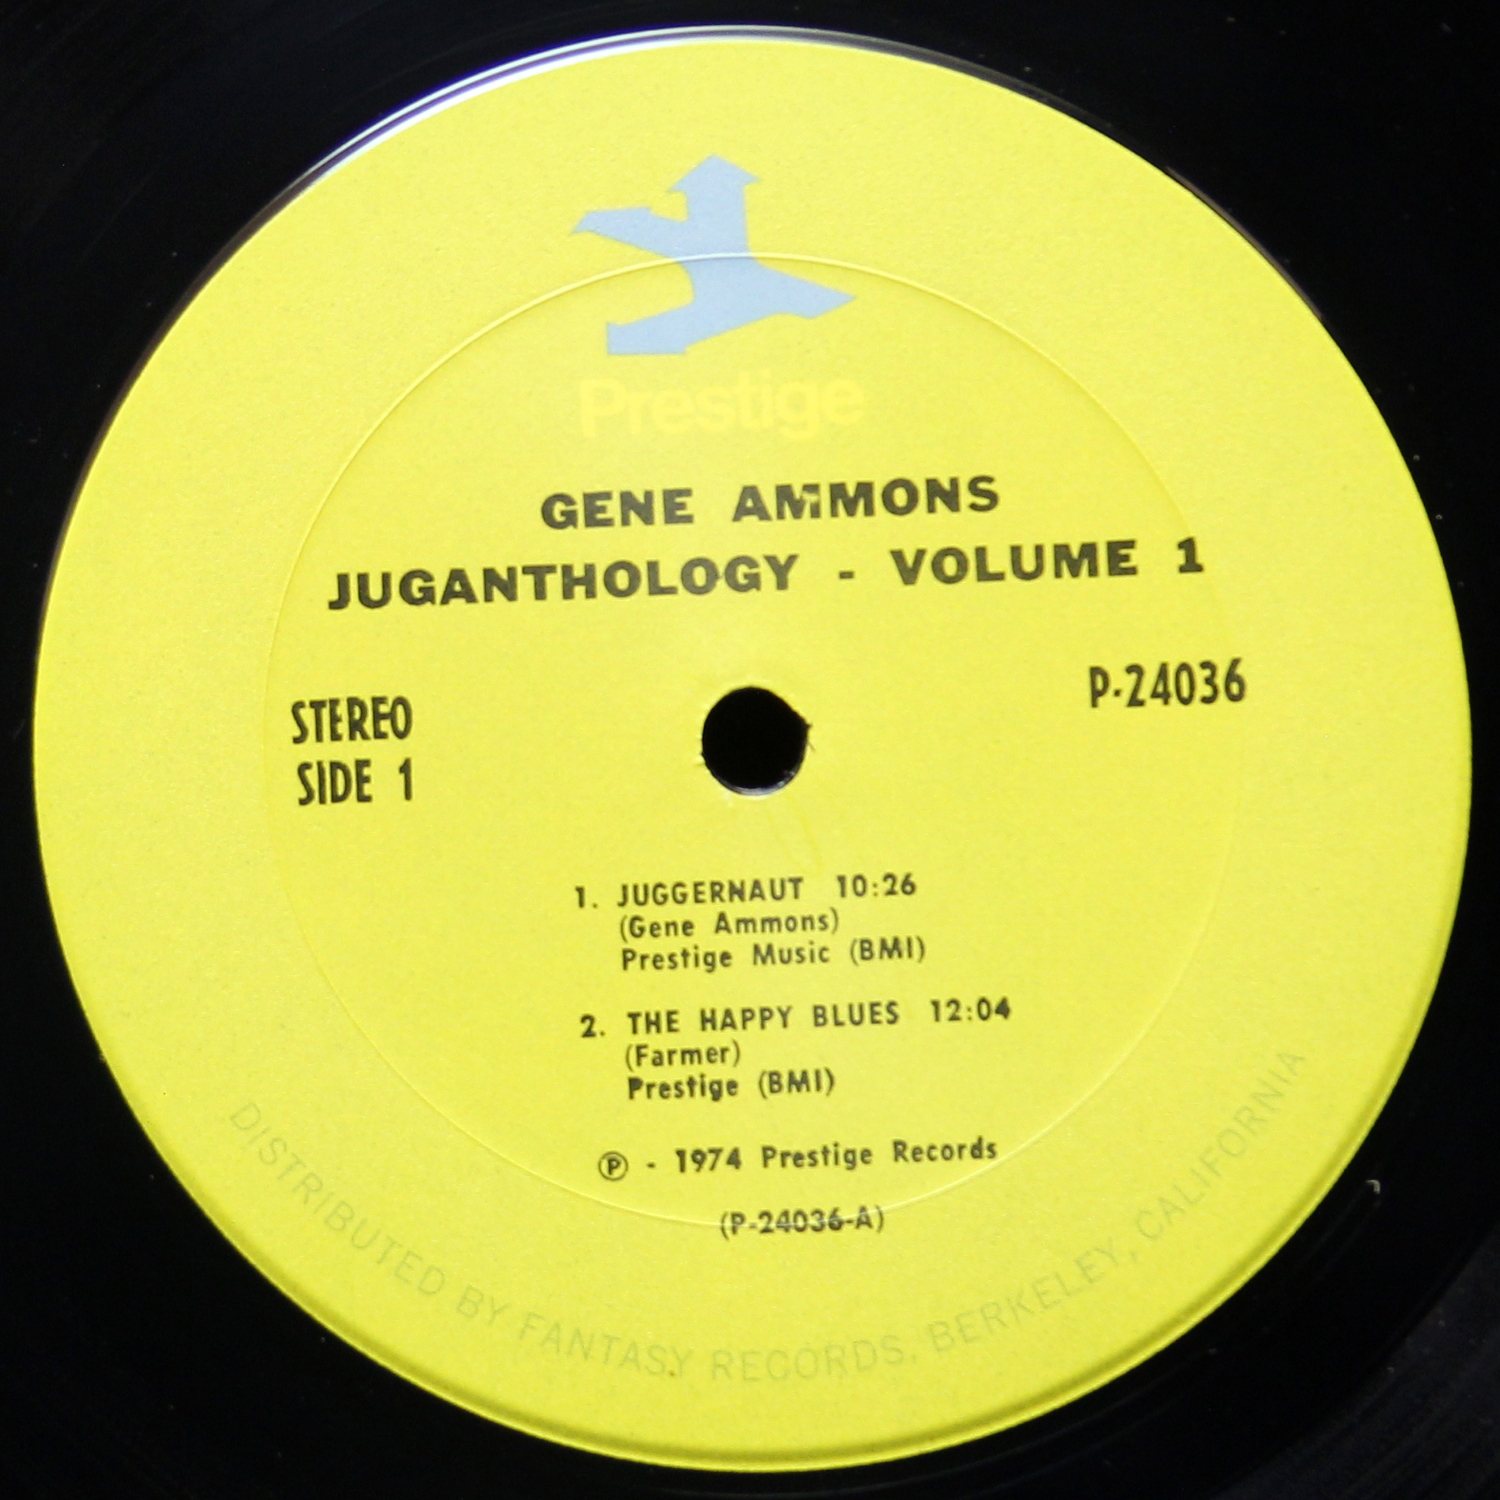 Prestige
GENE AMMONS
JUGANTHOLOGY - VOLUME 1
STEREO
SIDE 1
P-24036
1. JUGGERNAUT 10:26
(Gene Ammons)
Prestige Music (BMI)
2. THE HAPPY BLUES 12:04
(Farmer)
Prestige (BMI)
℗ - 1974 Prestige Records
(P-24036-A)
DISTRIBUTED BY FANTASY RECORDS, BERKELEY, CALIFORNIA